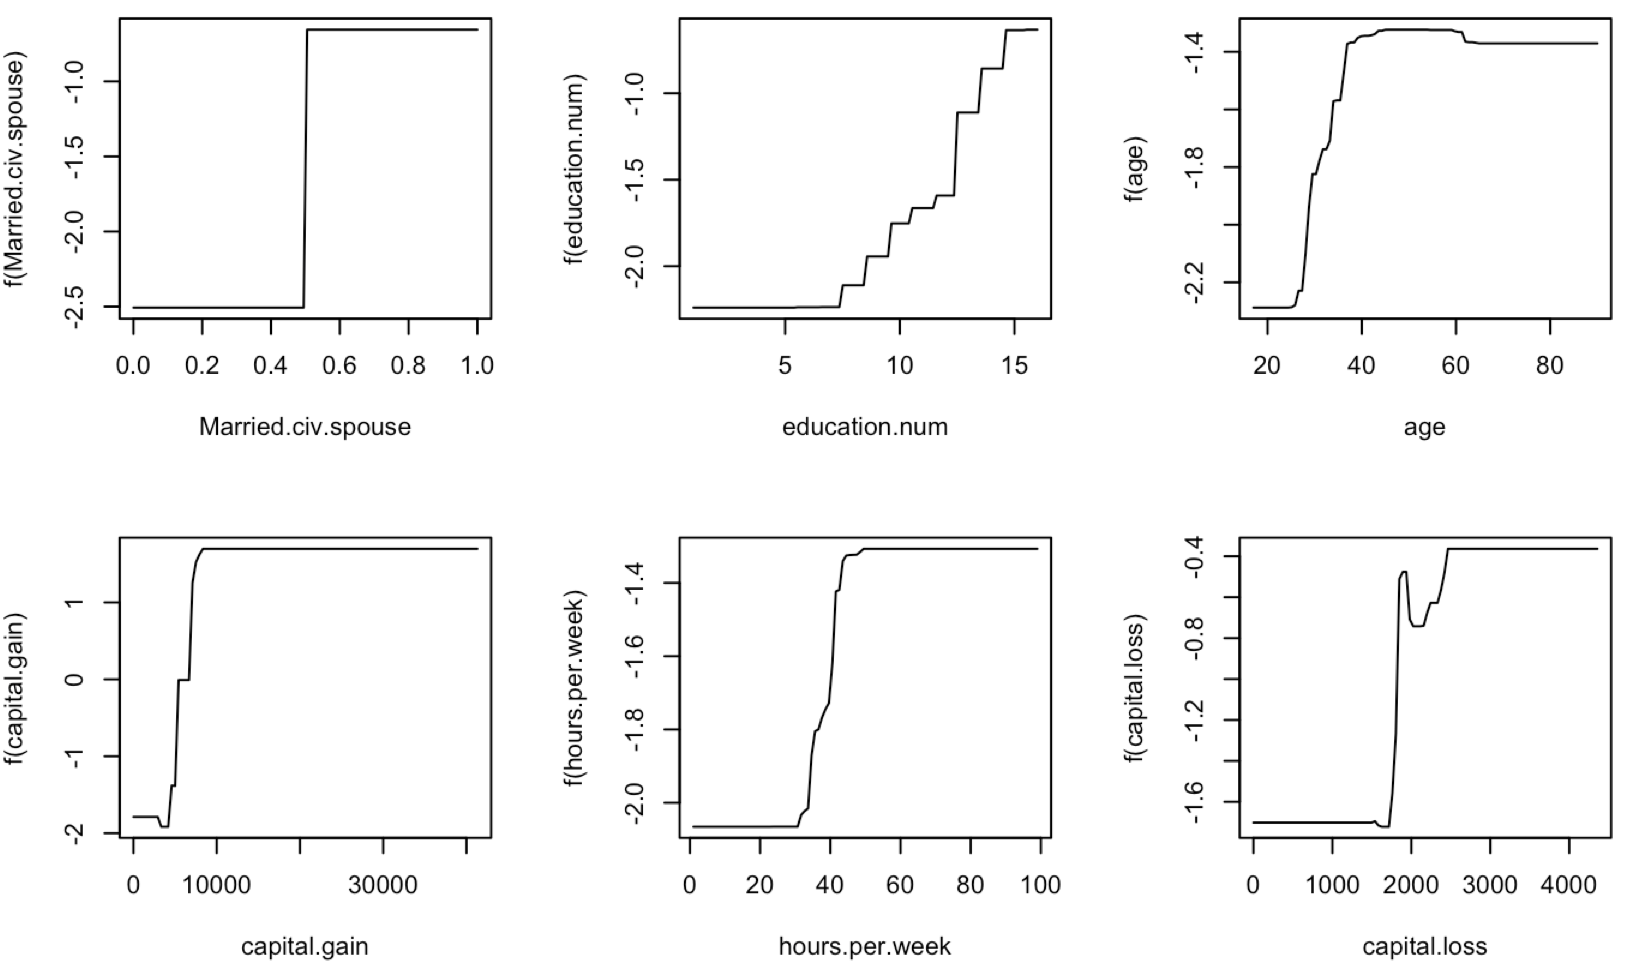 f(Married.civ.spouse)
-1.0
-1.5
-2.0
-2.5
0.0 0.2 0.4 0.6 0.8 1.0
Married.civ.spouse
f(education.num)
-1.0
-1.5
-2.0
5 10 15
education.num
f(age)
-1.4
-1.8
-2.2
20 40 60 80
age
f(capital.gain)
1
0
-1
-2
0 10000 30000
capital.gain
f(hours.per.week)
-1.4
-1.6
-1.8
-2.0
0 20 40 60 80 100
hours.per.week
f(capital.loss)
-0.4
-0.8
-1.2
-1.6
0 1000 2000 3000 4000
capital.loss